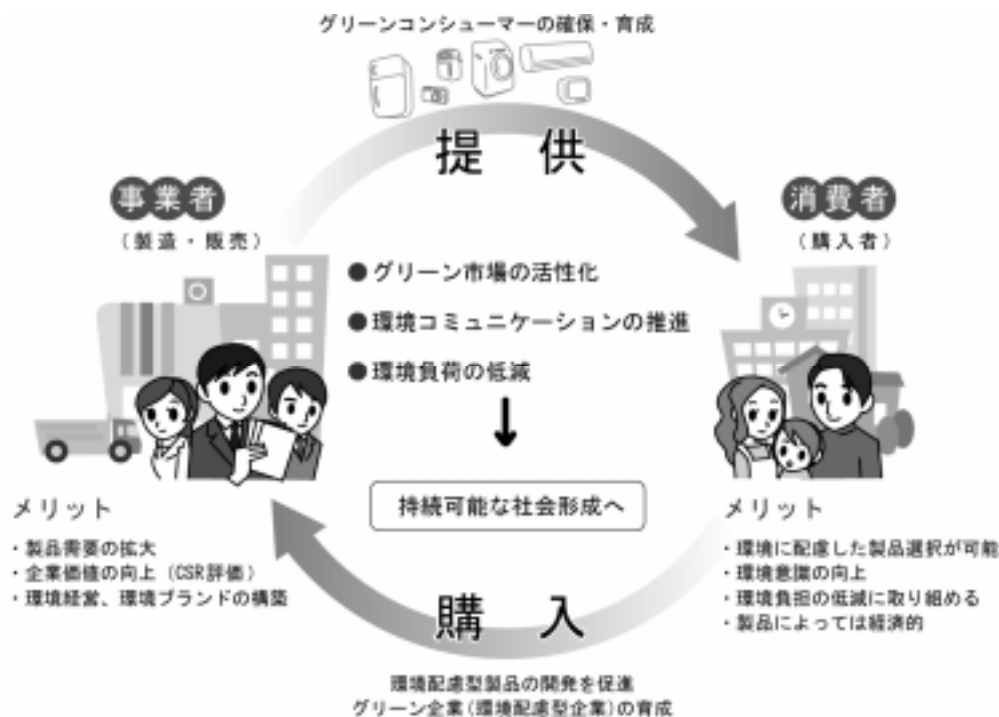 グリーンコンシューマーの確保・育成
提供
事業者
(製造・販売)
消費者
(購入者)
●グリーン市場の活性化
●環境コミュニケーションの推進
●環境負荷の低減
持続可能な社会形成へ
メリット
・製品需要の拡大
・企業価値の向上(CSR評価)
・環境経営、環境ブランドの構築
メリット
・環境に配慮した製品選択が可能
・環境意識の向上
・環境負担の低減に取り組める
・製品によっては経済的
購入
環境配慮型製品の開発を促進
グリーン企業(環境配慮型企業)の育成